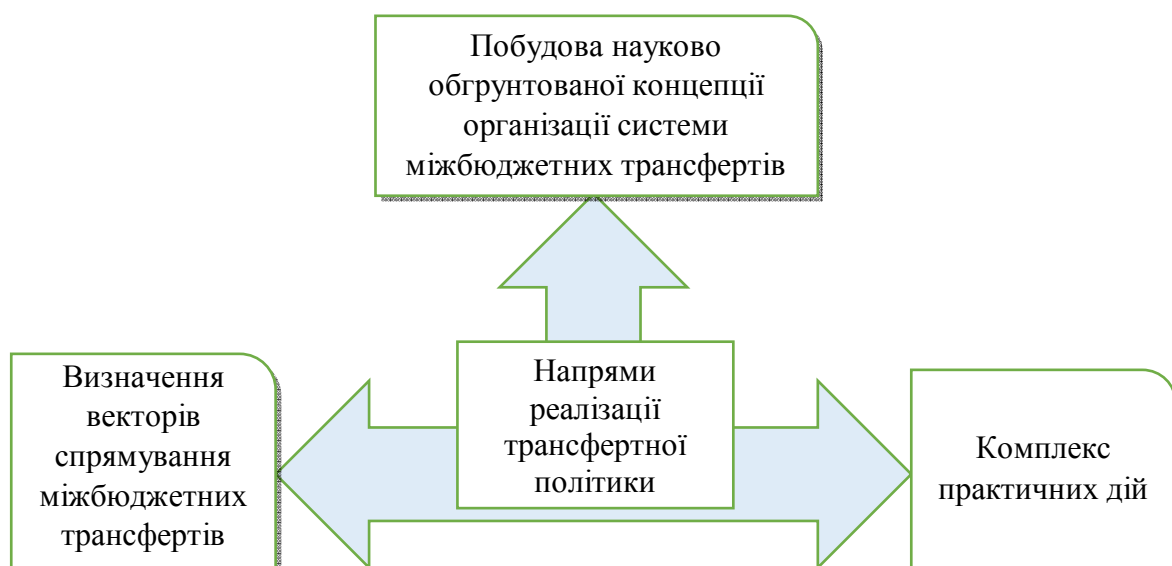 Побудова науково
обгрунтованої концепції
організації системи
міжбюджетних трансфертів
Визначення
векторів
спрямування
міжбюджетних
трансфертів
Напрями
реалізації
трансфертної
політики
Комплекс
практичних дій